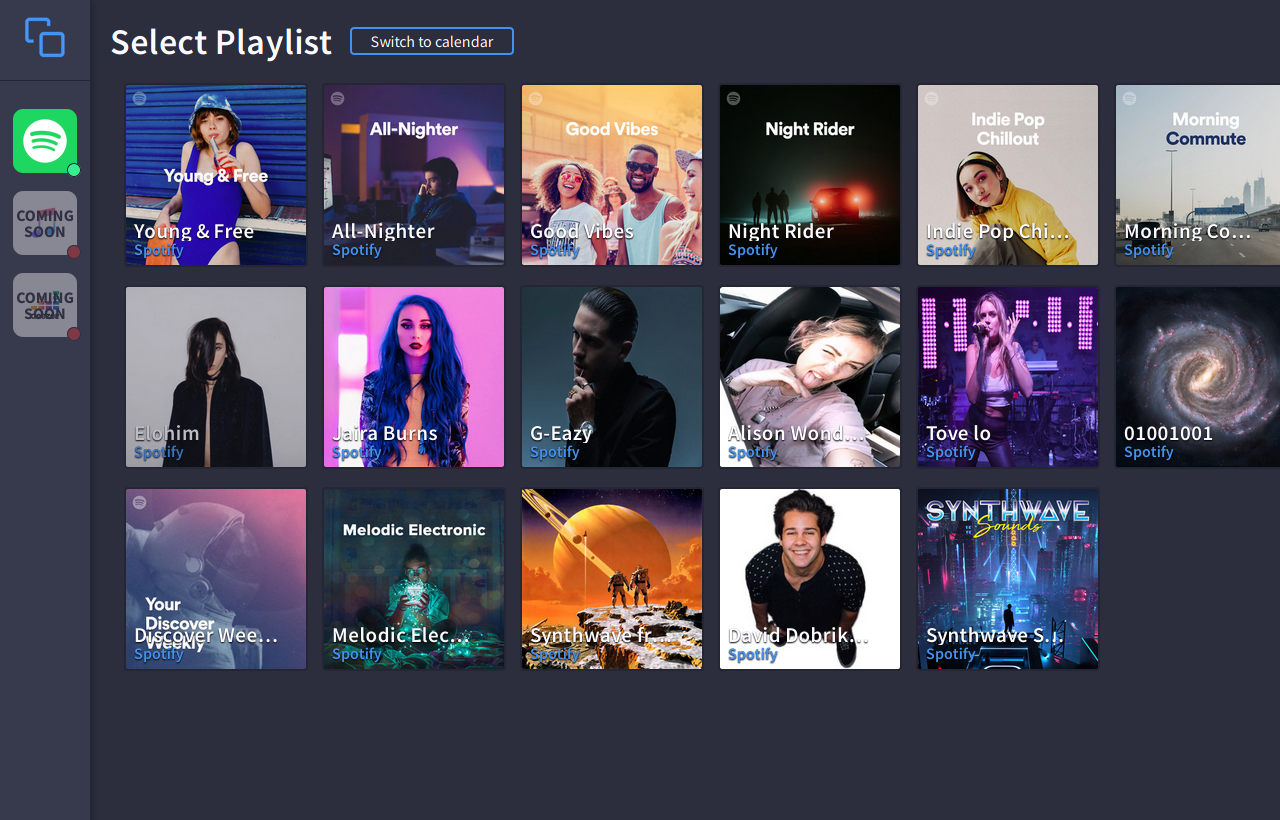 Select Playlist
Switch to calendar
COMING
SOON
COMING
SOON
Young & Free
Young & Free
Spotify
All-Nighter
All-Nighter
Spotify
Good Vibes
Good Vibes
Spotify
Night Rider
Night Rider
Spotify
Indie Pop
Chillout
Indie Pop Chi...
Spotify
Morning
Commute
Morning Co...
Spotify
Elohim
Spotify
Jaira Burns
Spotify
G-Eazy
Spotify
Alison Wond...
Spotify
Tove lo
Spotify
01001001
Spotify
Your
Discover
Weekly
Discover Wee...
Spotify
Melodic Electronic
Melodic Elec...
Spotify
Synthwave fr...
Spotify
David Dobrik...
Spotify
SYNTHWAVE
Sounds
Synthwave S...
Spotify